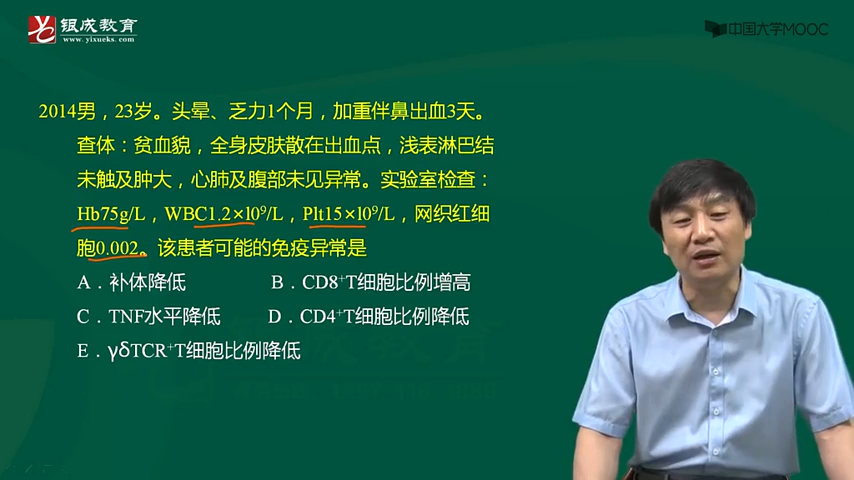 银成教育
www.yixueks.com
中国大学MOOC
2014男，23岁。头晕、乏力1个月，加重伴鼻出血3天。
查体：贫血貌，全身皮肤散在出血点，浅表淋巴结
未触及肿大，心肺及腹部未见异常。实验室检查：
Hb75g/L，WBC1.2×l0⁹/L，Plt15×l0⁹/L，网织红细
胞0.002。该患者可能的免疫异常是
A．补体降低 B．CD8⁺T细胞比例增高
C．TNF水平降低 D．CD4⁺T细胞比例降低
E．γδTCR⁺T细胞比例降低